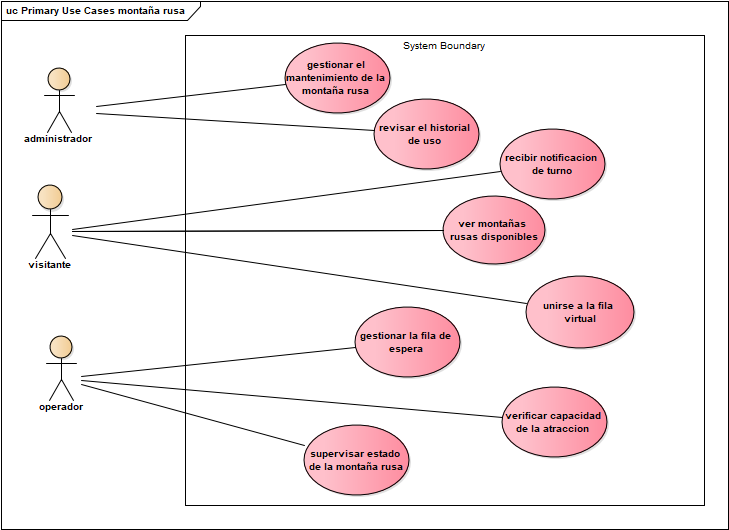 uc Primary Use Cases montaña rusa
System Boundary
gestionar el
mantenimiento de la
montaña rusa
administrador
revisar el historial
de uso
recibir notificacion
de turno
visitante
ver montañas
rusas disponibles
unirse a la fila
virtual
gestionar la fila de
espera
operador
verificar capacidad
de la atraccion
supervisar estado
de la montaña rusa